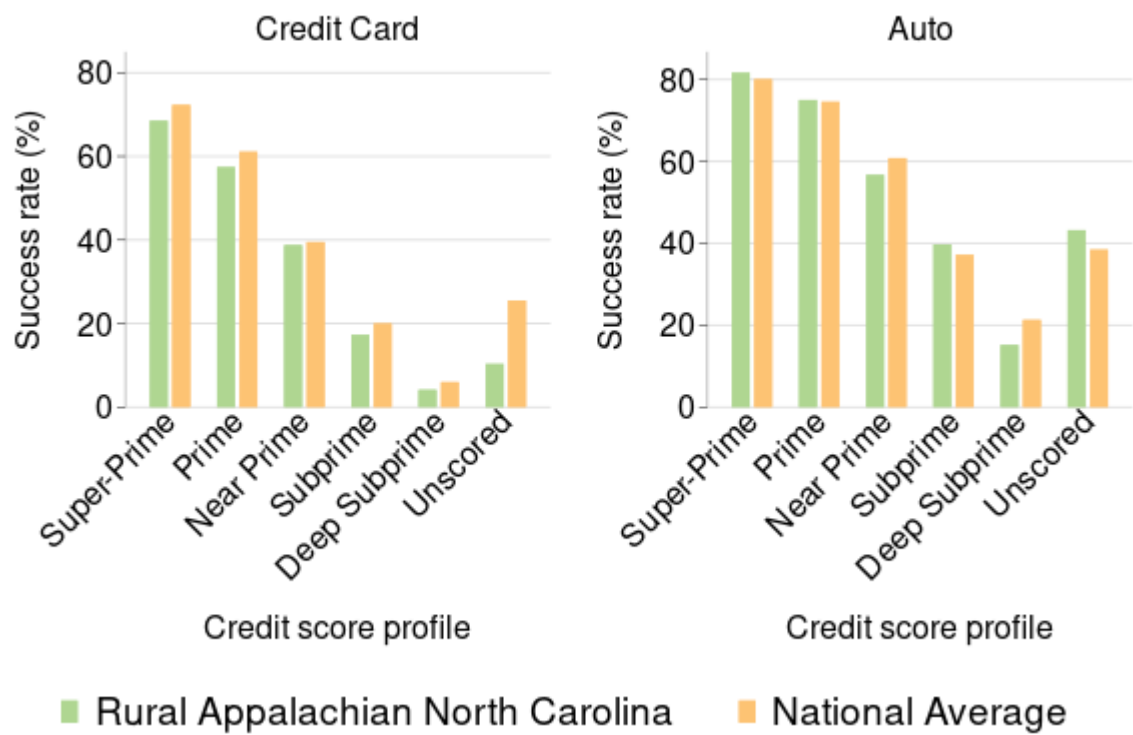 Credit Card
Success rate (%)
80
60
40
20
0
Super-Prime
Prime
Near Prime
Subprime
Deep Subprime
Unscored
Credit score profile
Auto
Success rate (%)
80
60
40
20
0
Super-Prime
Prime
Near Prime
Subprime
Deep Subprime
Unscored
Credit score profile
Rural Appalachian North Carolina
National Average